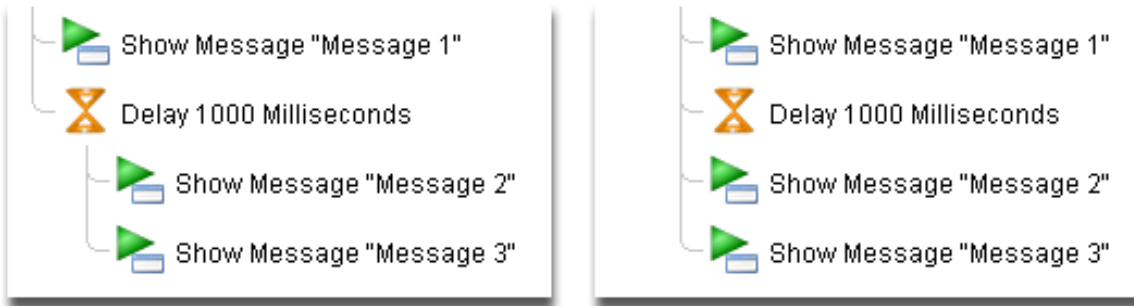 Show Message "Message 1"
Delay 1000 Milliseconds
Show Message "Message 2"
Show Message "Message 3"
Show Message "Message 1"
Delay 1000 Milliseconds
Show Message "Message 2"
Show Message "Message 3"